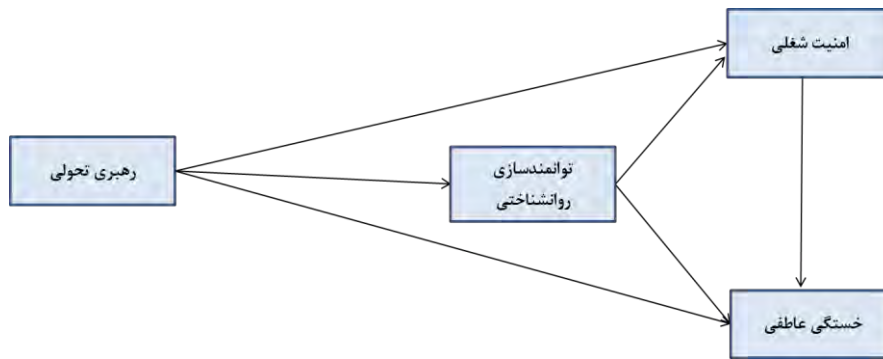 امنیت شغلی
رهبری تحولی
توانمندسازی
روانشناختی
خستگی عاطفی